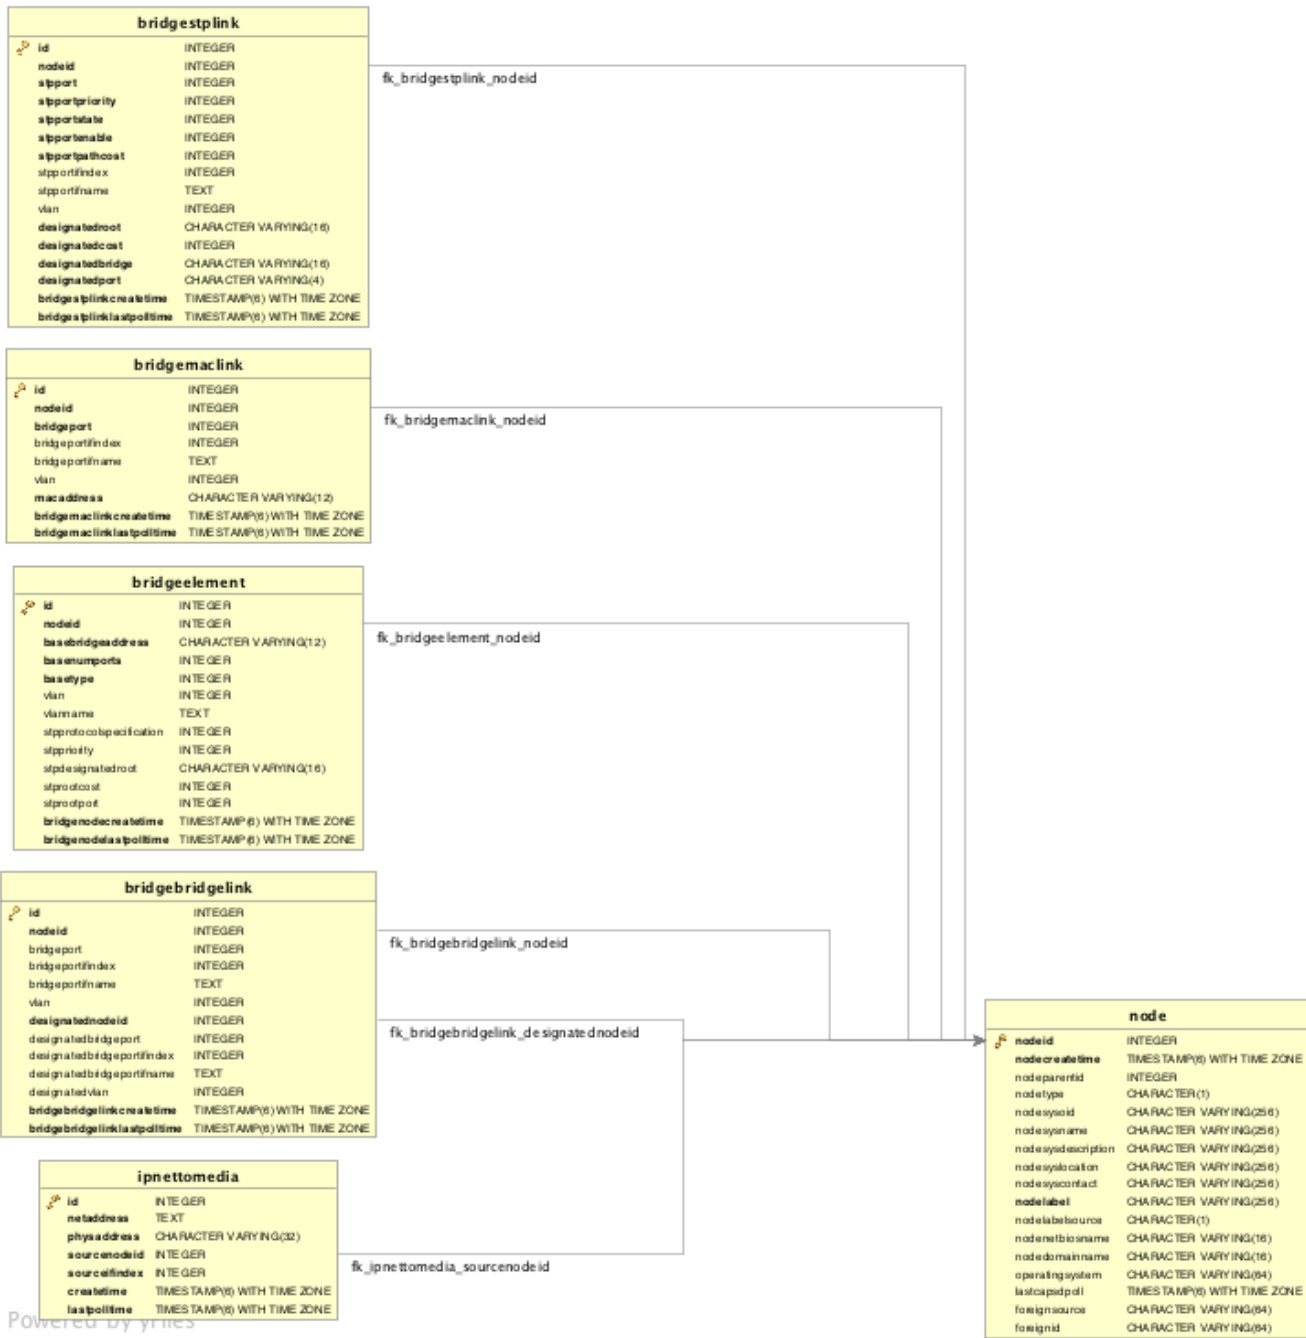 bridgestplink
id INTEGER
nodeid INTEGER
stpport INTEGER
stpportpriority INTEGER
stpportstate INTEGER
stpportenable INTEGER
stpportpathcost INTEGER
stpportifindex INTEGER
stpportifname TEXT
vlan INTEGER
designatedroot CHARACTER VARYING(16)
designatedcost INTEGER
designatedbridge CHARACTER VARYING(16)
designatedport CHARACTER VARYING(4)
bridgestplinkcreatetime TIMESTAMP(6) WITH TIME ZONE
bridgestplinklastpolltime TIMESTAMP(6) WITH TIME ZONE
fk_bridgestplink_nodeid
bridgemaclink
id INTEGER
nodeid INTEGER
bridgeport INTEGER
bridgeportifindex INTEGER
bridgeportifname TEXT
vlan INTEGER
macaddress CHARACTER VARYING(12)
bridgemaclinkcreatetime TIMESTAMP(6) WITH TIME ZONE
bridgemaclinklastpolltime TIMESTAMP(6) WITH TIME ZONE
fk_bridgemaclink_nodeid
bridgeelement
id INTEGER
nodeid INTEGER
basebridgeaddress CHARACTER VARYING(12)
basenumports INTEGER
basetype INTEGER
vlan INTEGER
vlanname TEXT
stpprotocolspecification INTEGER
stppriority INTEGER
stpdesignatedroot CHARACTER VARYING(16)
stprootcost INTEGER
stprootport INTEGER
bridgenodecreatetime TIMESTAMP(6) WITH TIME ZONE
bridgenodelastpolltime TIMESTAMP(6) WITH TIME ZONE
fk_bridgeelement_nodeid
bridgebridgelink
id INTEGER
nodeid INTEGER
bridgeport INTEGER
bridgeportifindex INTEGER
bridgeportifname TEXT
vlan INTEGER
designatednodeid INTEGER
designatedbridgeport INTEGER
designatedbridgeportifindex INTEGER
designatedbridgeportifname TEXT
designatedvlan INTEGER
bridgebridgelinkcreatetime TIMESTAMP(6) WITH TIME ZONE
bridgebridgelinklastpolltime TIMESTAMP(6) WITH TIME ZONE
fk_bridgebridgelink_nodeid
fk_bridgebridgelink_designatednodeid
ipnettomedia
id INTEGER
netaddress TEXT
physaddress CHARACTER VARYING(32)
sourcenodeid INTEGER
sourceifindex INTEGER
createtime TIMESTAMP(6) WITH TIME ZONE
lastpolltime TIMESTAMP(6) WITH TIME ZONE
fk_ipnettomedia_sourcenodeid
Powered by yFiles
node
nodeid INTEGER
nodecreatetime TIMESTAMP(6) WITH TIME ZONE
nodeparentid INTEGER
nodetype CHARACTER(1)
nodesysoid CHARACTER VARYING(256)
nodesysname CHARACTER VARYING(256)
nodesysdescription CHARACTER VARYING(256)
nodesyslocation CHARACTER VARYING(256)
nodesyscontact CHARACTER VARYING(256)
nodelabel CHARACTER VARYING(256)
nodelabelsource CHARACTER(1)
nodenetbiosname CHARACTER VARYING(16)
nodedomainname CHARACTER VARYING(16)
operatingsystem CHARACTER VARYING(64)
lastcapsdpoll TIMESTAMP(6) WITH TIME ZONE
foreignsource CHARACTER VARYING(64)
foreignid CHARACTER VARYING(64)